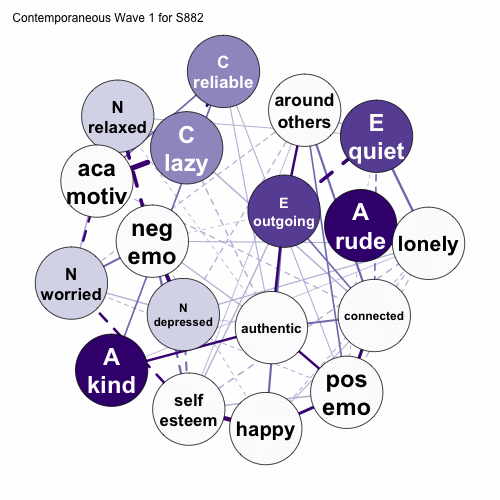 Contemporaneous Wave 1 for S882
C
reliable
around
others
N
relaxed
E
quiet
C
lazy
aca
motiv
E
outgoing
A
rude
neg
emo
lonely
N
worried
N
depressed
connected
authentic
A
kind
pos
emo
self
esteem
happy